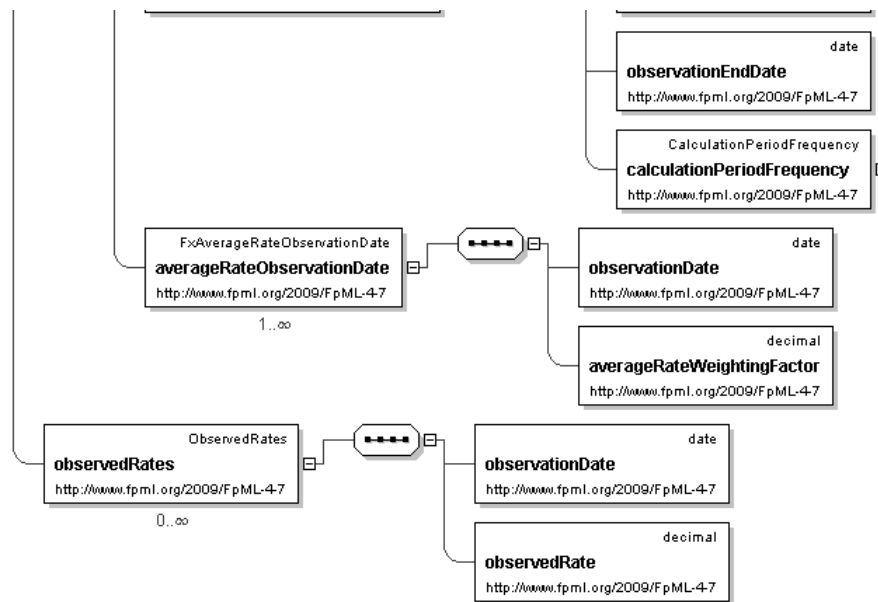 date
observationEndDate
http://www.fpml.org/2009/FpML-4-7
CalculationPeriodFrequency
calculationPeriodFrequency
http://www.fpml.org/2009/FpML-4-7
FxAverageRateObservationDate
averageRateObservationDate
http://www.fpml.org/2009/FpML-4-7
1..∞
date
observationDate
http://www.fpml.org/2009/FpML-4-7
decimal
averageRateWeightingFactor
http://www.fpml.org/2009/FpML-4-7
ObservedRates
observedRates
http://www.fpml.org/2009/FpML-4-7
0..∞
date
observationDate
http://www.fpml.org/2009/FpML-4-7
decimal
observedRate
http://www.fpml.org/2009/FpML-4-7